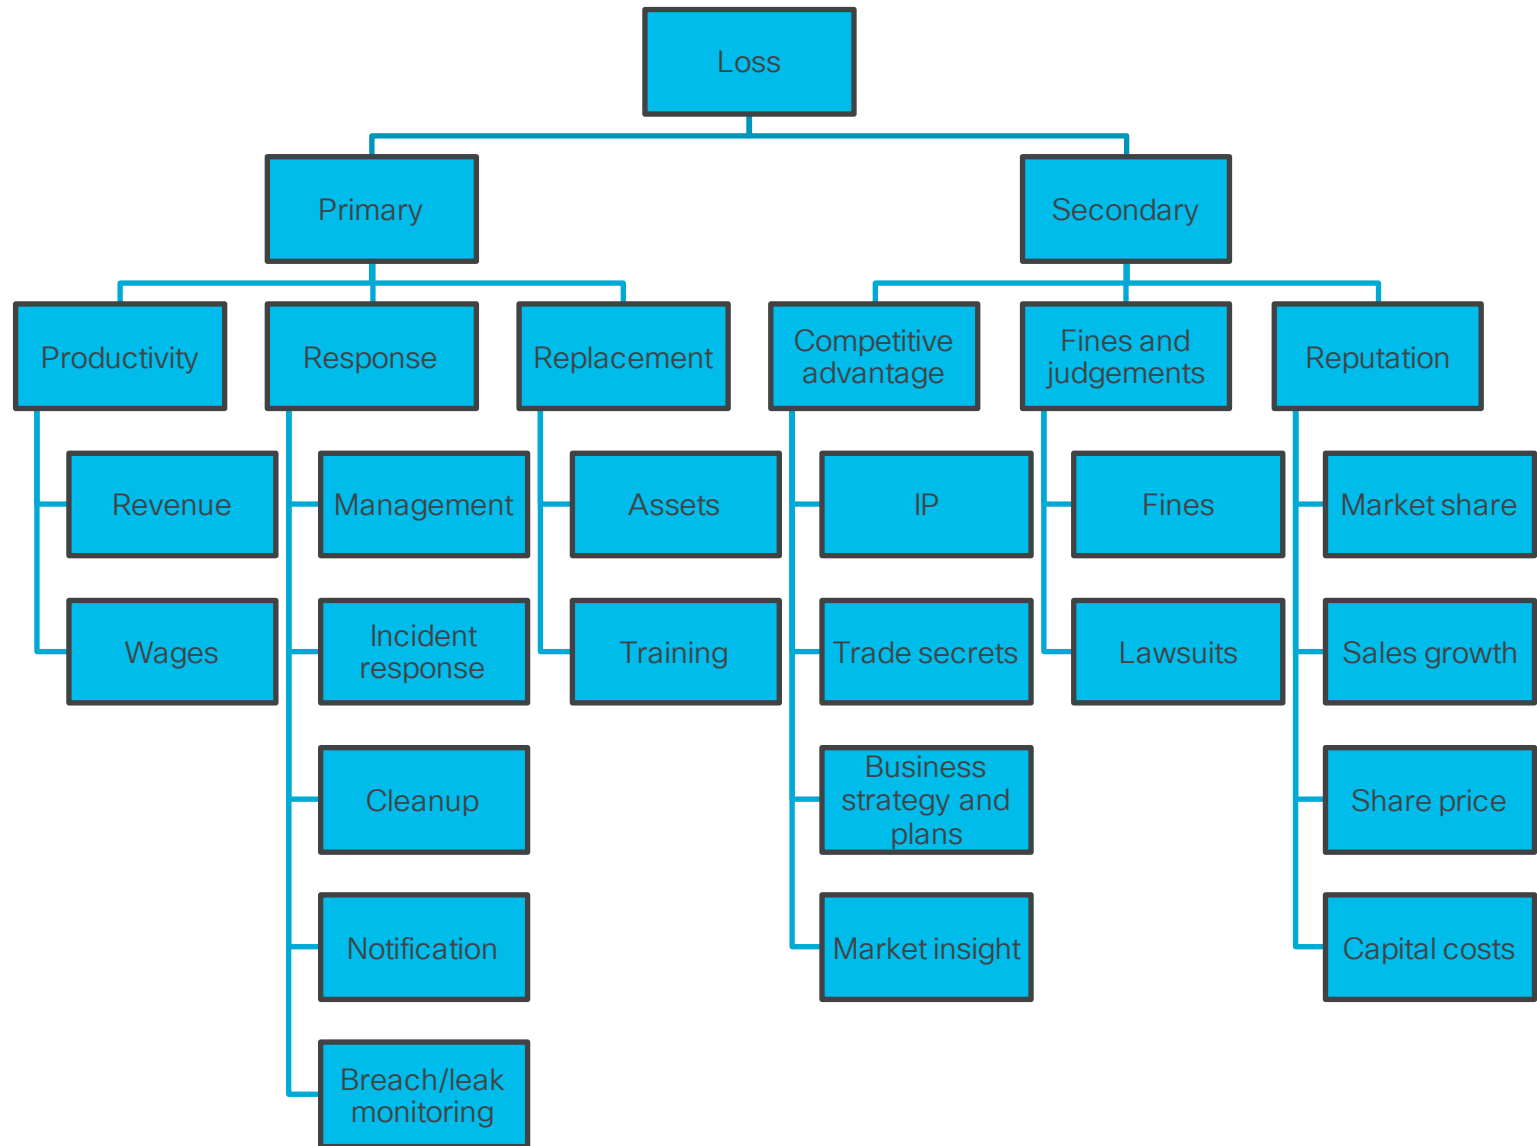 Loss
Primary
Secondary
Productivity
Response
Replacement
Competitive
advantage
Fines and
judgements
Reputation
Revenue
Management
Assets
IP
Fines
Market share
Wages
Incident
response
Training
Trade secrets
Lawsuits
Sales growth
Cleanup
Business
strategy and
plans
Share price
Notification
Market insight
Capital costs
Breach/leak
monitoring